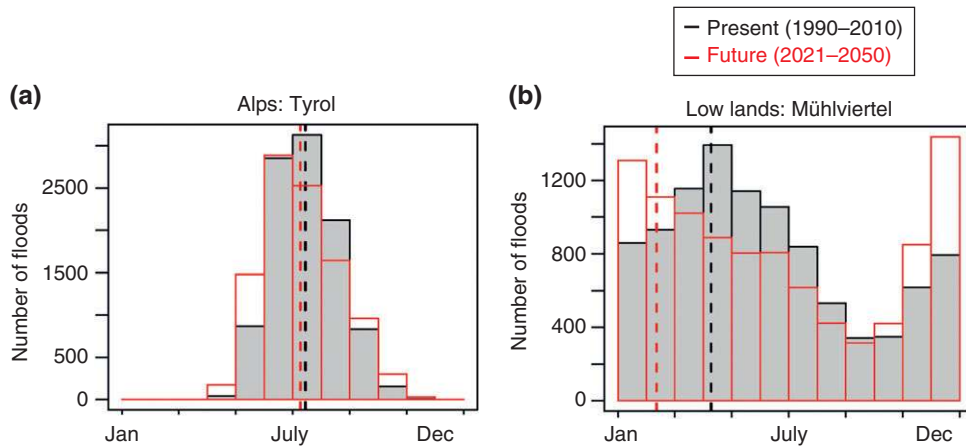 Present (1990–2010)
Future (2021–2050)
(a)
Alps: Tyrol
Number of floods
2500
1500
500
0
Jan
July
Dec
(b)
Low lands: Mühlviertel
Number of floods
1200
800
400
0
Jan
July
Dec